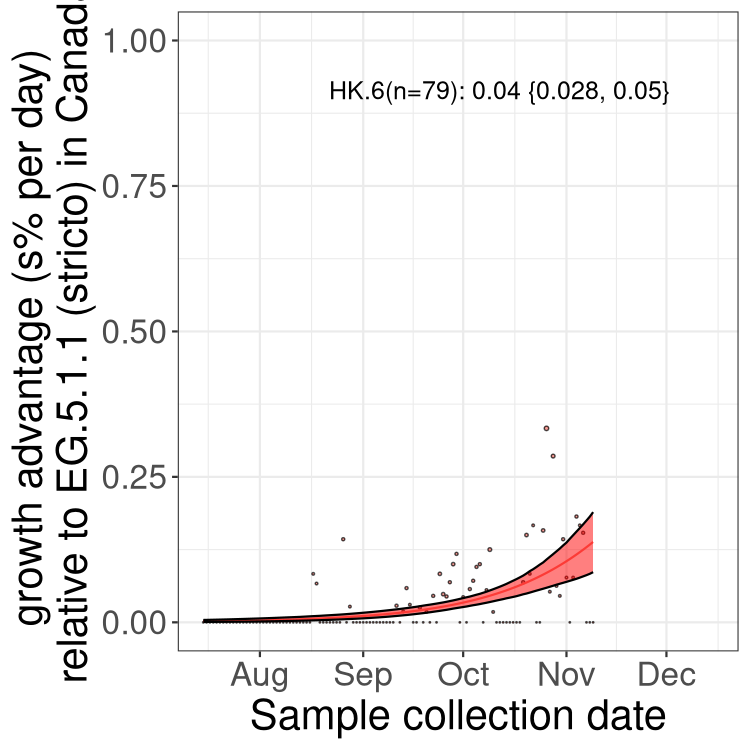 growth advantage (s% per day)
relative to EG.5.1.1 (stricto) in Canada
1.00
0.75
0.50
0.25
0.00
HK.6(n=79): 0.04 {0.028, 0.05}
Aug Sep Oct Nov Dec
Sample collection date